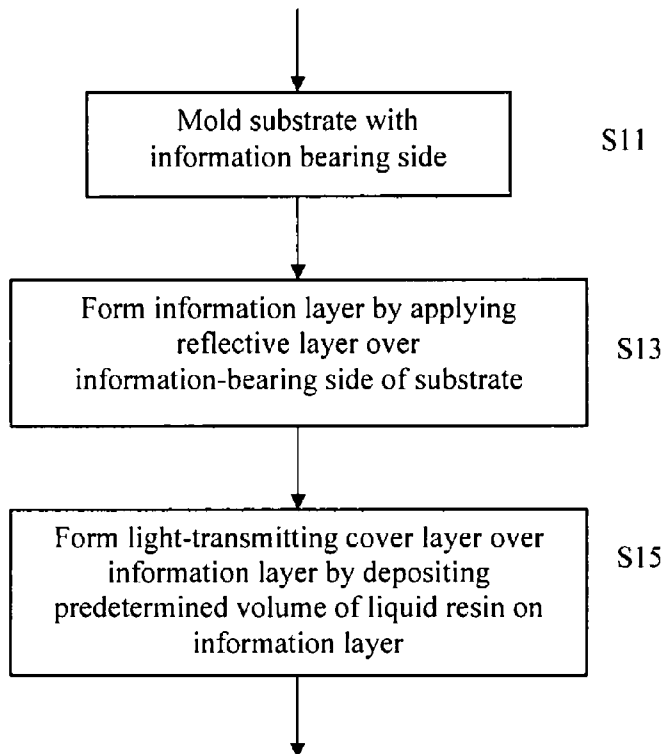 Mold substrate with
information bearing side
S11
Form information layer by applying
reflective layer over
information-bearing side of substrate
S13
Form light-transmitting cover layer over
information layer by depositing
predetermined volume of liquid resin on
information layer
S15